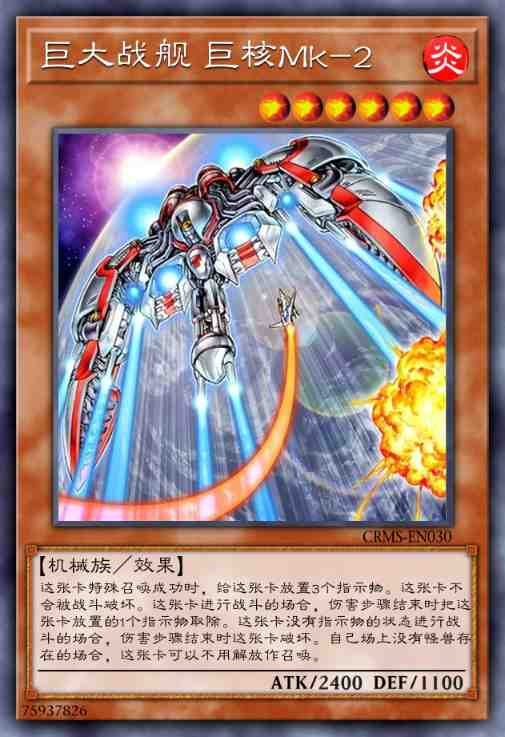 巨大战舰 巨核Mk-2
炎
CRMS-EN030
【机械族／效果】
这张卡特殊召唤成功时，给这张卡放置3个指示物。这张卡不
会被战斗破坏。这张卡进行战斗的场合，伤害步骤结束时把这
张卡放置的1个指示物取除。这张卡没有指示物的状态进行战
斗的场合，伤害步骤结束时这张卡破坏。自己场上没有怪兽存
在的场合，这张卡可以不用解放作召唤。
ATK/2400 DEF/1100
75937826